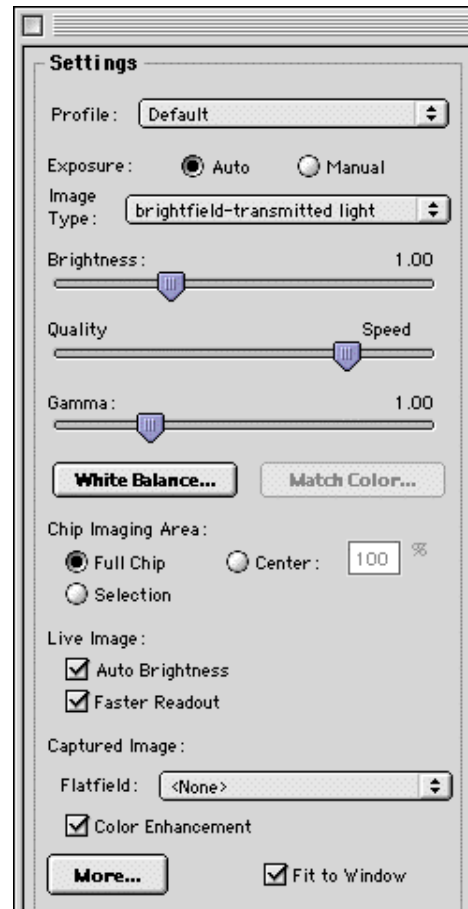 Settings
Profile: Default
Exposure: Auto Manual
Image
Type: brightfield-transmitted light
Brightness: 1.00
Quality Speed
Gamma: 1.00
White Balance... Match Color...
Chip Imaging Area:
Full Chip Center: 100 %
Selection
Live Image:
Auto Brightness
Faster Readout
Captured Image:
Flatfield: <None>
Color Enhancement
More... Fit to Window